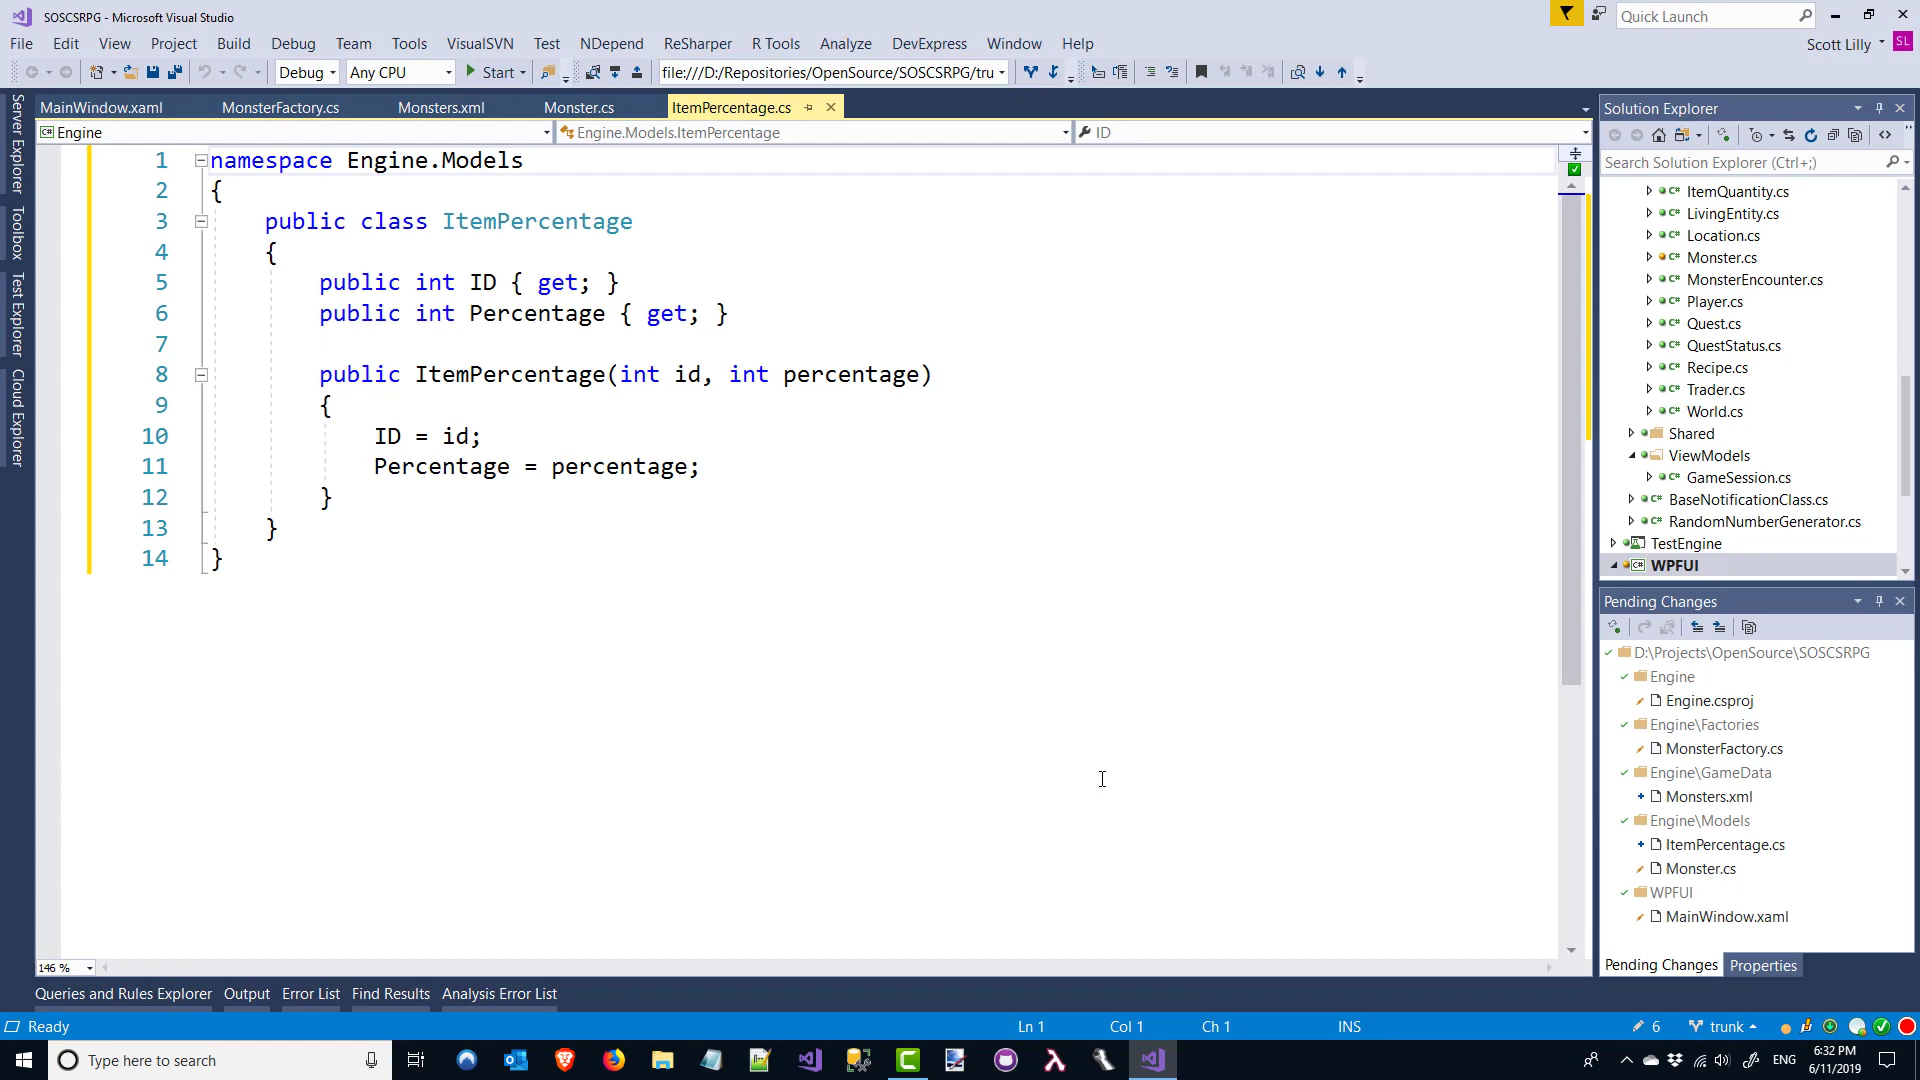 SOSCSRPG - Microsoft Visual Studio
Quick Launch
File Edit View Project Build Debug Team Tools VisualSVN Test NDepend ReSharper R Tools Analyze DevExpress Window Help
Scott Lilly SL
Debug Any CPU Start file:///D:/Repositories/OpenSource/SOSCSRPG/tru
MainWindow.xaml MonsterFactory.cs Monsters.xml Monster.cs ItemPercentage.cs
Engine Engine.Models.ItemPercentage ID
Server Explorer
Toolbox
Test Explorer
Cloud Explorer
1 namespace Engine.Models
2 {
3 public class ItemPercentage
4 {
5 public int ID { get; }
6 public int Percentage { get; }
7
8 public ItemPercentage(int id, int percentage)
9 {
10 ID = id;
11 Percentage = percentage;
12 }
13 }
14 }
146 %
Solution Explorer
Search Solution Explorer (Ctrl+;)
C# ItemQuantity.cs
C# LivingEntity.cs
C# Location.cs
C# Monster.cs
C# MonsterEncounter.cs
C# Player.cs
C# Quest.cs
C# QuestStatus.cs
C# Recipe.cs
C# Trader.cs
C# World.cs
Shared
ViewModels
C# GameSession.cs
C# BaseNotificationClass.cs
C# RandomNumberGenerator.cs
TestEngine
C# WPFUI
Pending Changes
D:\Projects\OpenSource\SOSCSRPG
Engine
Engine.csproj
Engine\Factories
MonsterFactory.cs
Engine\GameData
Monsters.xml
Engine\Models
ItemPercentage.cs
Monster.cs
WPFUI
MainWindow.xaml
Pending Changes Properties
Queries and Rules Explorer Output Error List Find Results Analysis Error List
Ready Ln 1 Col 1 Ch 1 INS 6 trunk
Type here to search
ENG
6:32 PM
6/11/2019